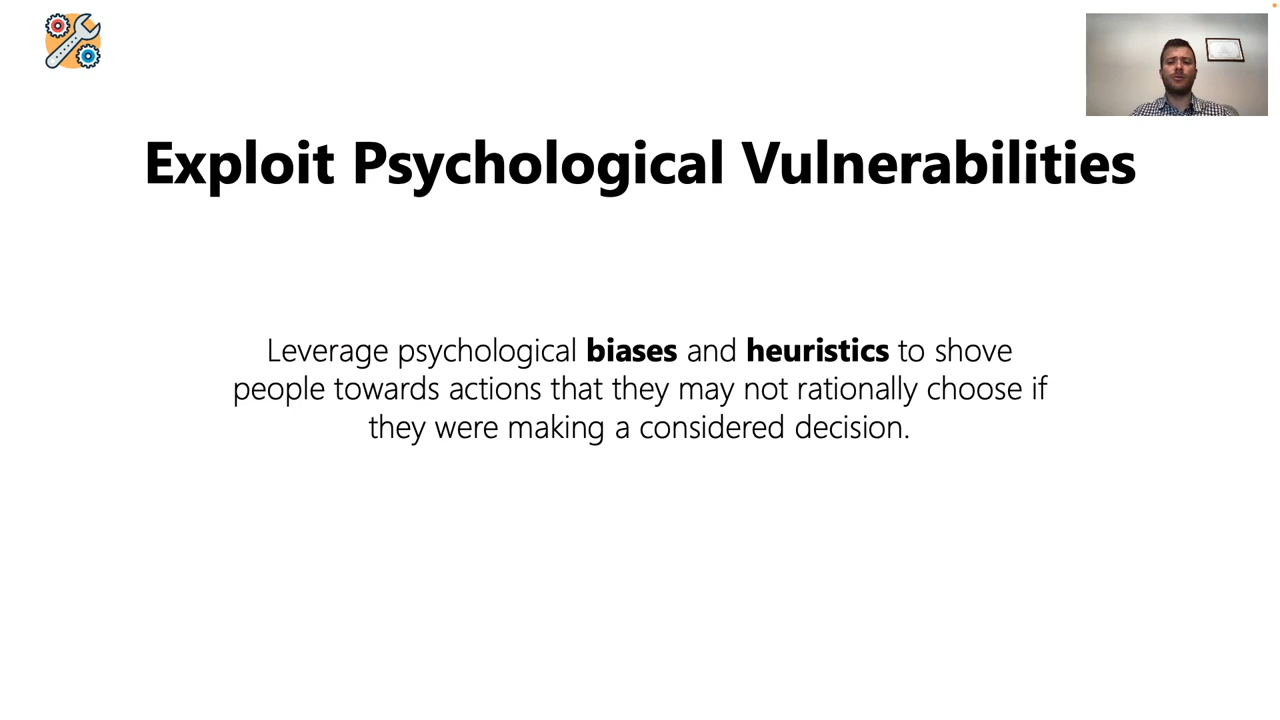 Exploit Psychological Vulnerabilities
Leverage psychological biases and heuristics to shove
people towards actions that they may not rationally choose if
they were making a considered decision.